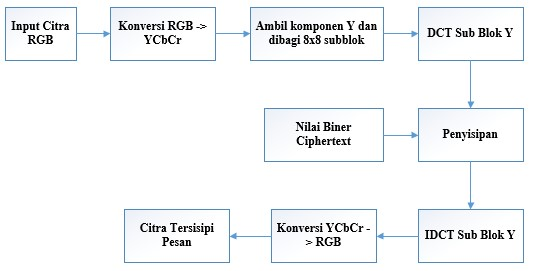 Input Citra
RGB
Konversi RGB ->
YCbCr
Ambil komponen Y dan
dibagi 8x8 subblok
DCT Sub Blok Y
Nilai Biner
Ciphertext
Penyisipan
Citra Tersisipi
Pesan
Konversi YCbCr -
> RGB
IDCT Sub Blok Y